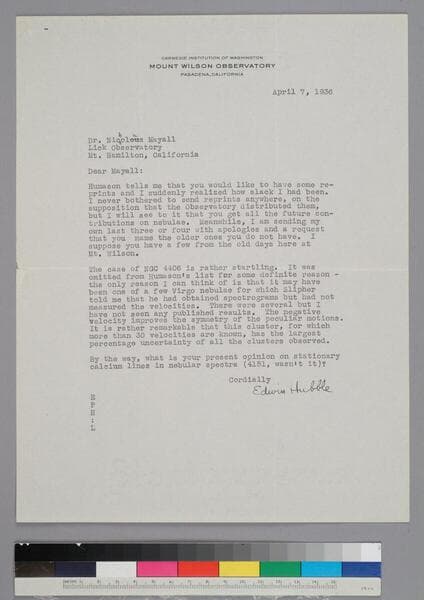 CARNEGIE INSTITUTION OF WASHINGTON
MOUNT WILSON OBSERVATORY
PASADENA, CALIFORNIA
April 7, 1936
Dr. Nicolous Mayall
Lick Observatory
Mt. Hamilton, California
Dear Mayall:
Humason tells me that you would like to have some re-
prints and I suddenly realized how slack I had been.
I never bothered to send reprints anywhere, on the
supposition that the Observatory distributed them,
but I will see to it that you get all the future con-
tributions on nebulae. Meanwhile, I am sending my
own last three or four with apologies and a request
that you name the older ones you do not have. I
suppose you have a few from the old days here at
Mt. Wilson.
The case of NGC 4406 is rather startling. It was
omitted from Humason's list for some definite reason -
the only reason I can think of is that it may have
been one of a few Virgo nebulae for which Slipher
told me that he had obtained spectrograms but had not
measured the velocities. There were several but I
have not seen any published results. The negative
velocity improves the symmetry of the peculiar motions.
It is rather remarkable that this cluster, for which
more than 30 velocities are known, has the largest
percentage uncertainty of all the clusters observed.
By the way, what is your present opinion on stationary
calcium lines in nebular spectra (4151, wasn't it)?
Cordially
Edwin Hubble
E
P
H
:
L